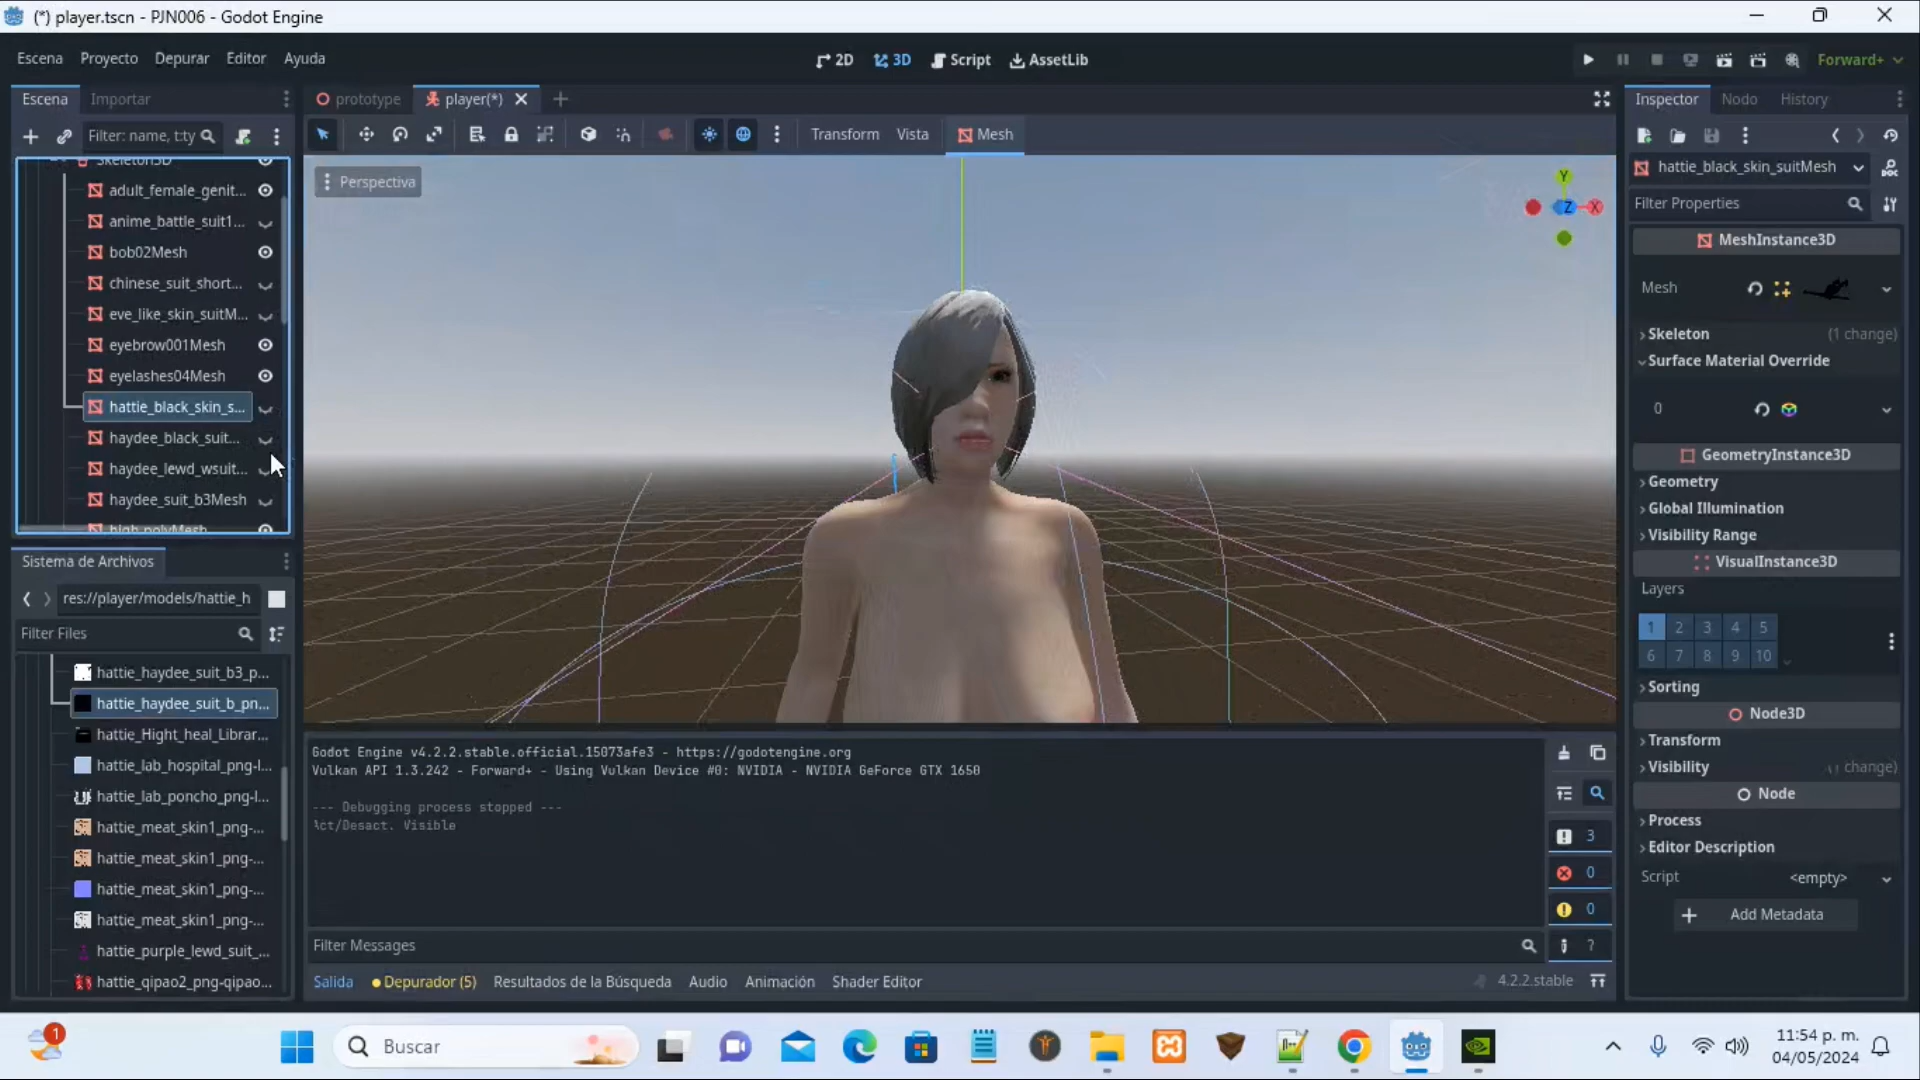 (*) player.tscn - PJN006 - Godot Engine
Escena Proyecto Depurar Editor Ayuda
2D 3D Script AssetLib
Forward+
Escena Importar
prototype player(*)
Inspector Nodo History
Filter: name, t:ty
Transform Vista Mesh
Perspectiva
Y
Z X
Skeleton3D
adult_female_genit...
anime_battle_suit1...
bob02Mesh
chinese_suit_short...
eve_like_skin_suitM...
eyebrow001Mesh
eyelashes04Mesh
hattie_black_skin_s...
haydee_black_suit...
haydee_lewd_wsuit...
haydee_suit_b3Mesh
high_polyMesh
Sistema de Archivos
res://player/models/hattie_h
Filter Files
hattie_haydee_suit_b3_p...
hattie_haydee_suit_b_pn...
hattie_Hight_heal_Librar...
hattie_lab_hospital_png-l...
hattie_lab_poncho_png-l...
hattie_meat_skin1_png-...
hattie_meat_skin1_png-...
hattie_meat_skin1_png-...
hattie_meat_skin1_png-...
hattie_purple_lewd_suit_...
hattie_qipao2_png-qipao...
Godot Engine v4.2.2.stable.official.15073afe3 - https://godotengine.org
Vulkan API 1.3.242 - Forward+ - Using Vulkan Device #0: NVIDIA - NVIDIA GeForce GTX 1650
--- Debugging process stopped ---
Act/Desact. Visible
3
0
0
?
Filter Messages
Salida Depurador (5) Resultados de la Búsqueda Audio Animación Shader Editor
4.2.2.stable
hattie_black_skin_suitMesh
DOC
Filter Properties
MeshInstance3D
Mesh
Skeleton (1 change)
Surface Material Override
0
GeometryInstance3D
Geometry
Global Illumination
Visibility Range
VisualInstance3D
Layers
1 2 3 4 5
6 7 8 9 10
Sorting
Node3D
Transform
Visibility change)
Node
Process
Editor Description
Script <empty>
Add Metadata
1
Buscar
11:54 p. m.
04/05/2024